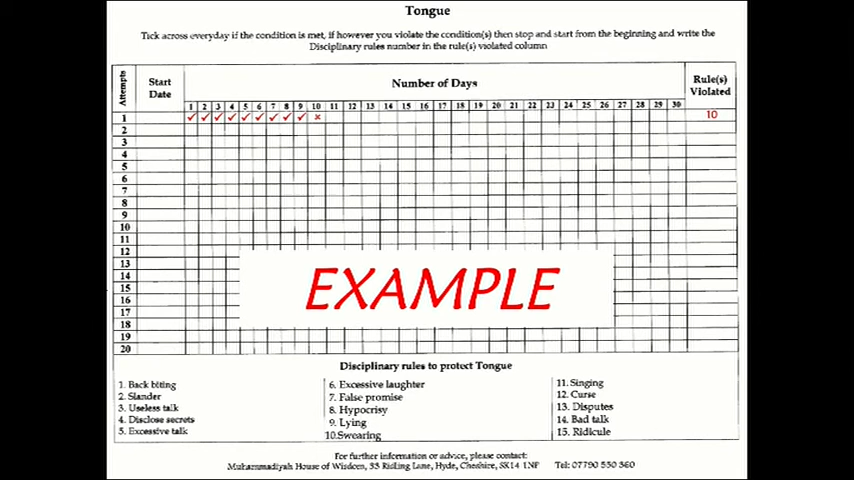 Tongue
Tick across everyday if the condition is met, if however you violate the condition(s) then stop and start from the beginning and write the
Disciplinary rules number in the rule(s) violated column
Attempts Start Date Number of Days Rule(s) Violated
1 2 3 4 5 6 7 8 9 10 11 12 13 14 15 16 17 18 19 20 21 22 23 24 25 26 27 28 29 30
1 ✓ ✓ ✓ ✓ ✓ ✓ ✓ ✓ ✓ × 10
2
3
4
5
6
7
8
9
10
11
12
13
14
15
16
17
18
19
20
EXAMPLE
Disciplinary rules to protect Tongue
1. Back biting
2. Slander
3. Useless talk
4. Disclose secrets
5. Excessive talk
6. Excessive laughter
7. False promise
8. Hypocrisy
9. Lying
10.Swearing
11. Singing
12. Curse
13. Disputes
14. Bad talk
15. Ridicule
For further information or advice, please contact:
Muhammadiyah House of Wisdom, 33 Ridling Lane, Hyde, Cheshire, SK14 1NF Tel: 07790 550 360